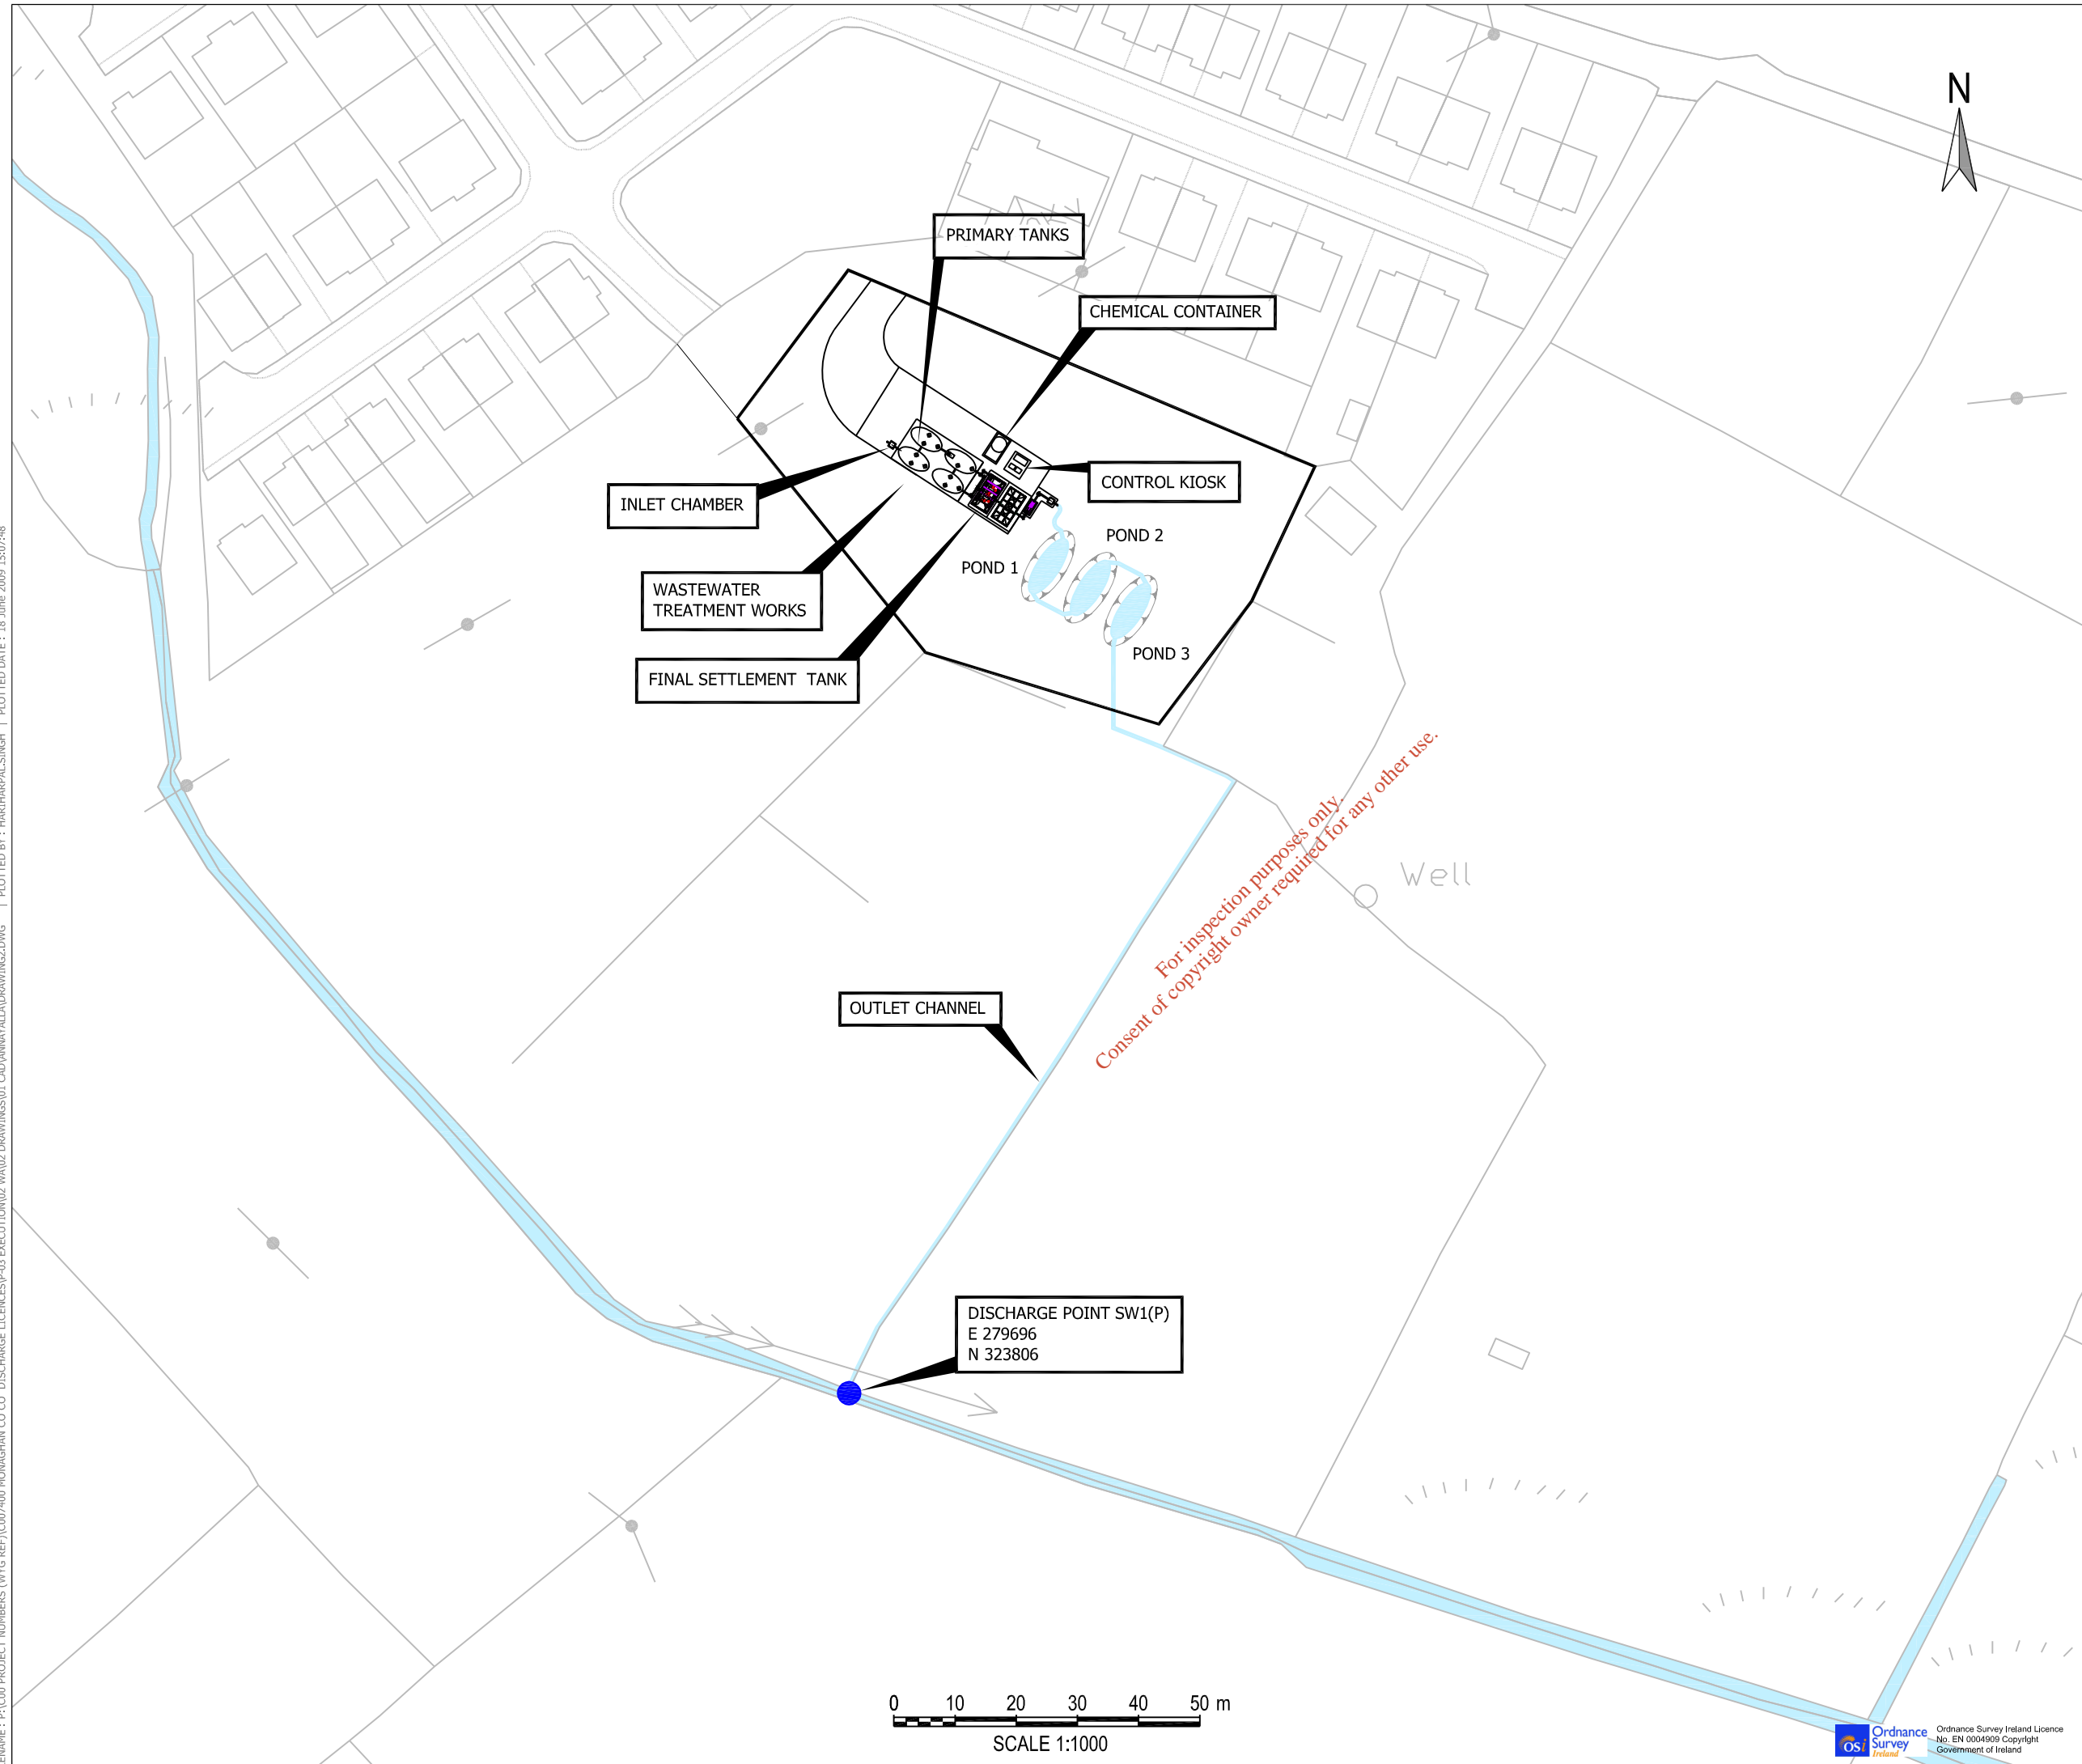 N
PRIMARY TANKS
CHEMICAL CONTAINER
CONTROL KIOSK
INLET CHAMBER
POND 2
POND 1
WASTEWATER
TREATMENT WORKS
POND 3
FINAL SETTLEMENT TANK
For inspection purposes only.
Consent of copyright owner required for any other use.
Well
OUTLET CHANNEL
DISCHARGE POINT SW1(P)
E 279696
N 323806
0 10 20 30 40 50 m
SCALE 1:1000
osi
Ordnance
Survey
Ireland
Ordnance Survey Ireland Licence
No. EN 0004909 Copyright
Government of Ireland